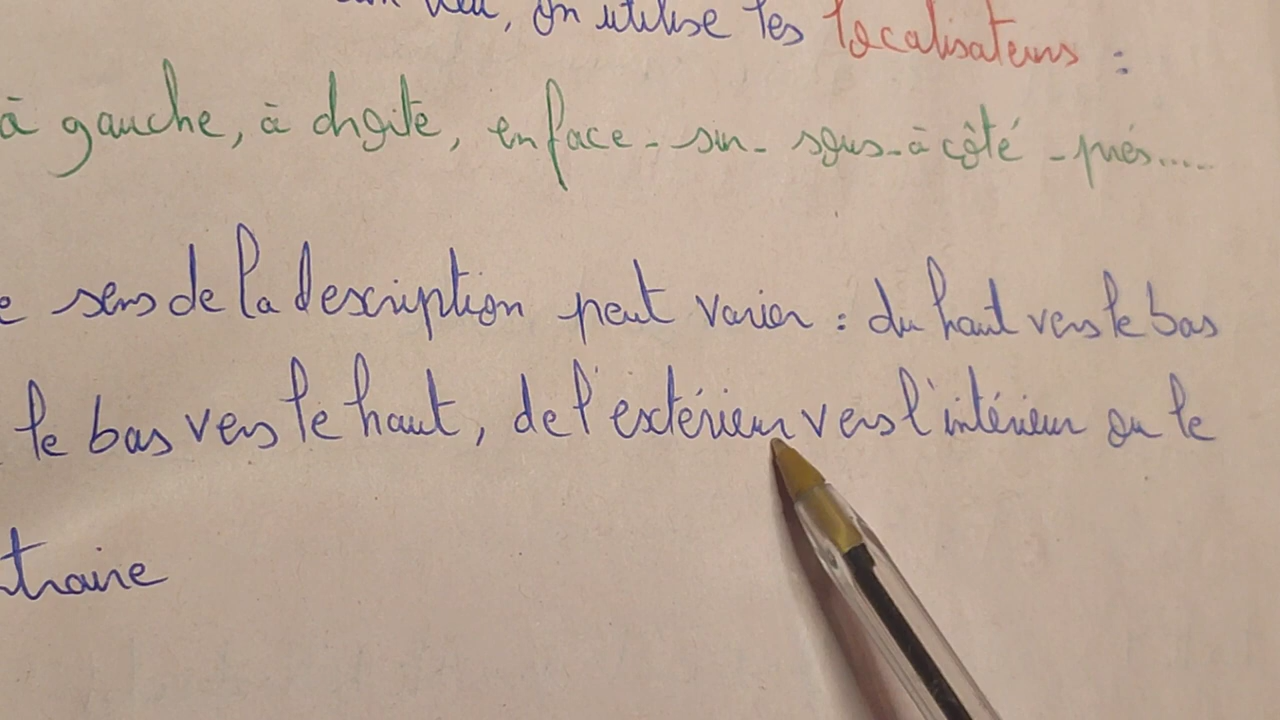 lieu, on utilise les localisateurs :
à gauche, à droite, en face - sur - sous - à côté - près.....
sens de la description peut varier : du haut vers le bas
le bas vers le haut, de l'extérieur vers l'intérieur ou le
traire